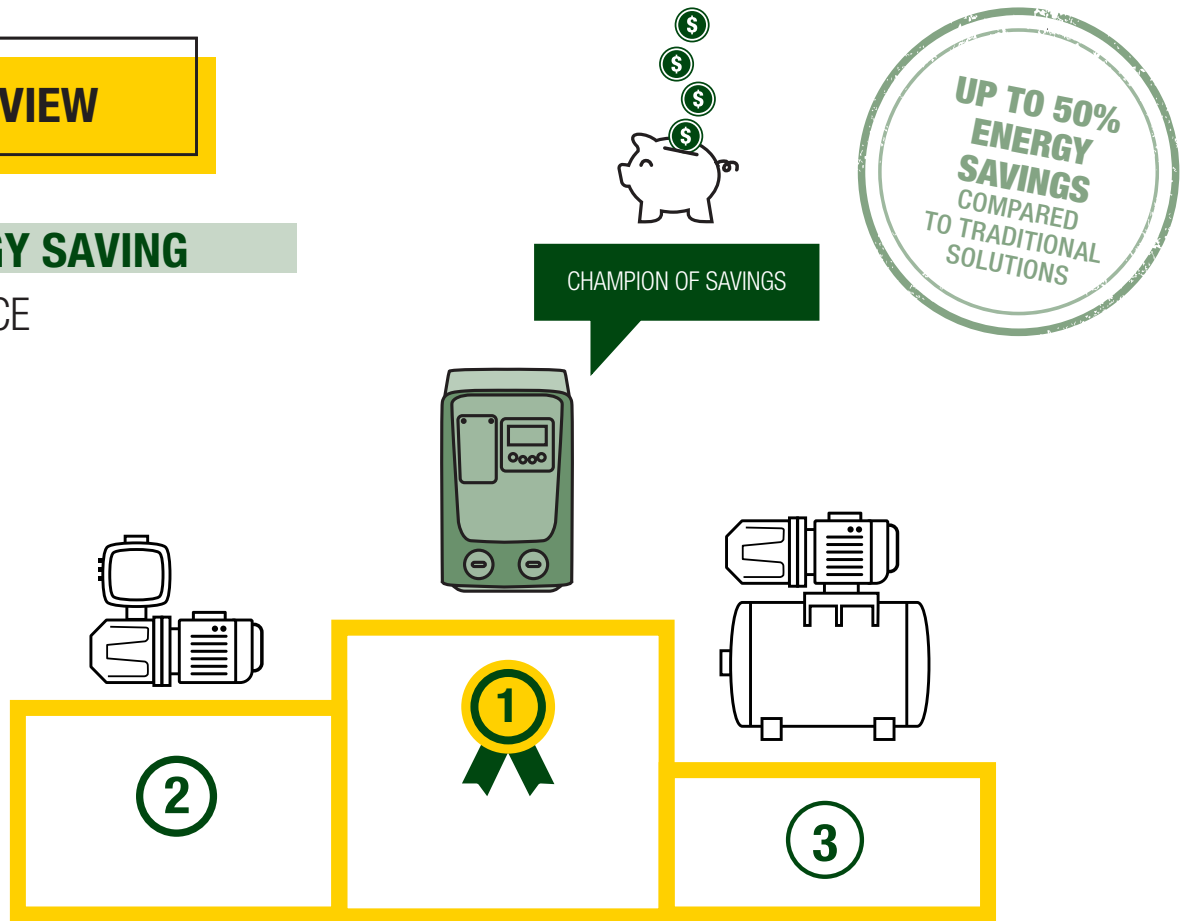 VIEW
GY SAVING
CE
$
$
$
$
CHAMPION OF SAVINGS
UP TO 50%
ENERGY
SAVINGS
COMPARED
TO TRADITIONAL
SOLUTIONS
1
2
3